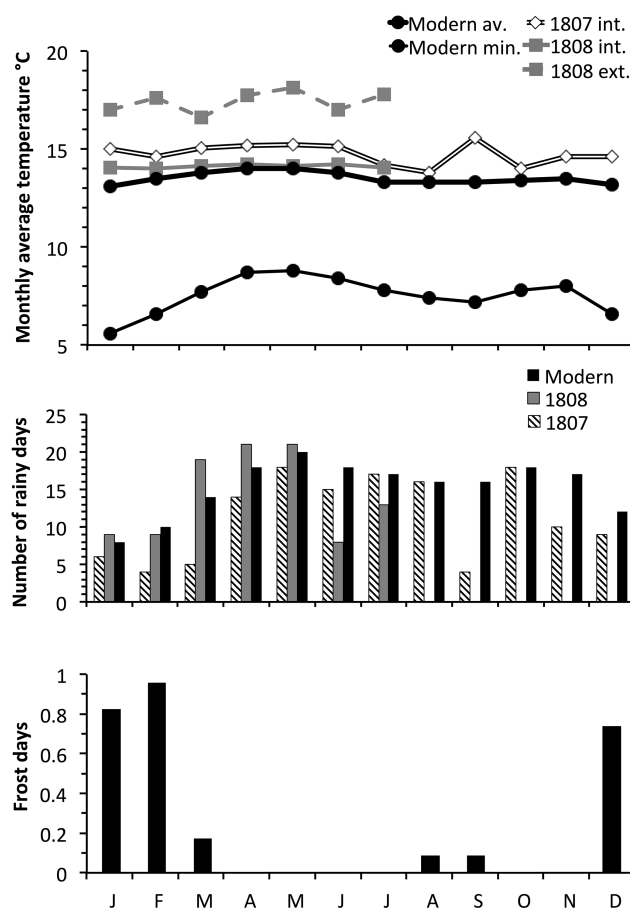 Modern av.
1807 int.
Modern min.
1808 int.
1808 ext.
Monthly average temperature °C
20
15
10
5
Modern
1808
1807
Number of rainy days
25
20
15
10
5
0
Frost days
1
0.8
0.6
0.4
0.2
0
J F M A M J J A S O N D